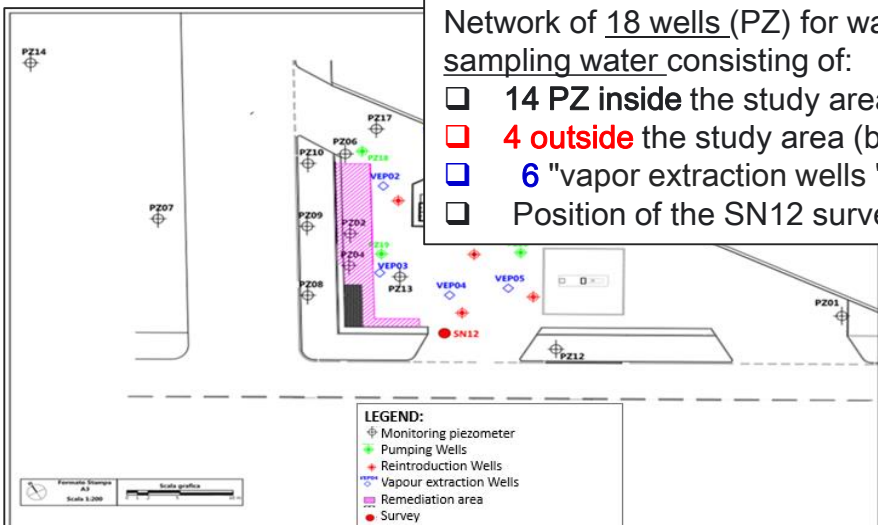 Network of 18 wells (PZ) for wa
sampling water consisting of:
14 PZ inside the study area
4 outside the study area (b
6 "vapor extraction wells "
Position of the SN12 surve
PZ14
PZ17
PZ10
PZ06
PZ18
VEP02
PZ07
PZ09
PZ02
PZ19
PZ04
VEP03
PZ08
PZ13
VEP04
VEP05
PZ01
SN12
PZ12
LEGEND:
Monitoring piezometer
Pumping Wells
Reintroduction Wells
Vapour extraction Wells
Remediation area
Survey
Formato Stampa
A3
Scala 1:200
Scala grafica